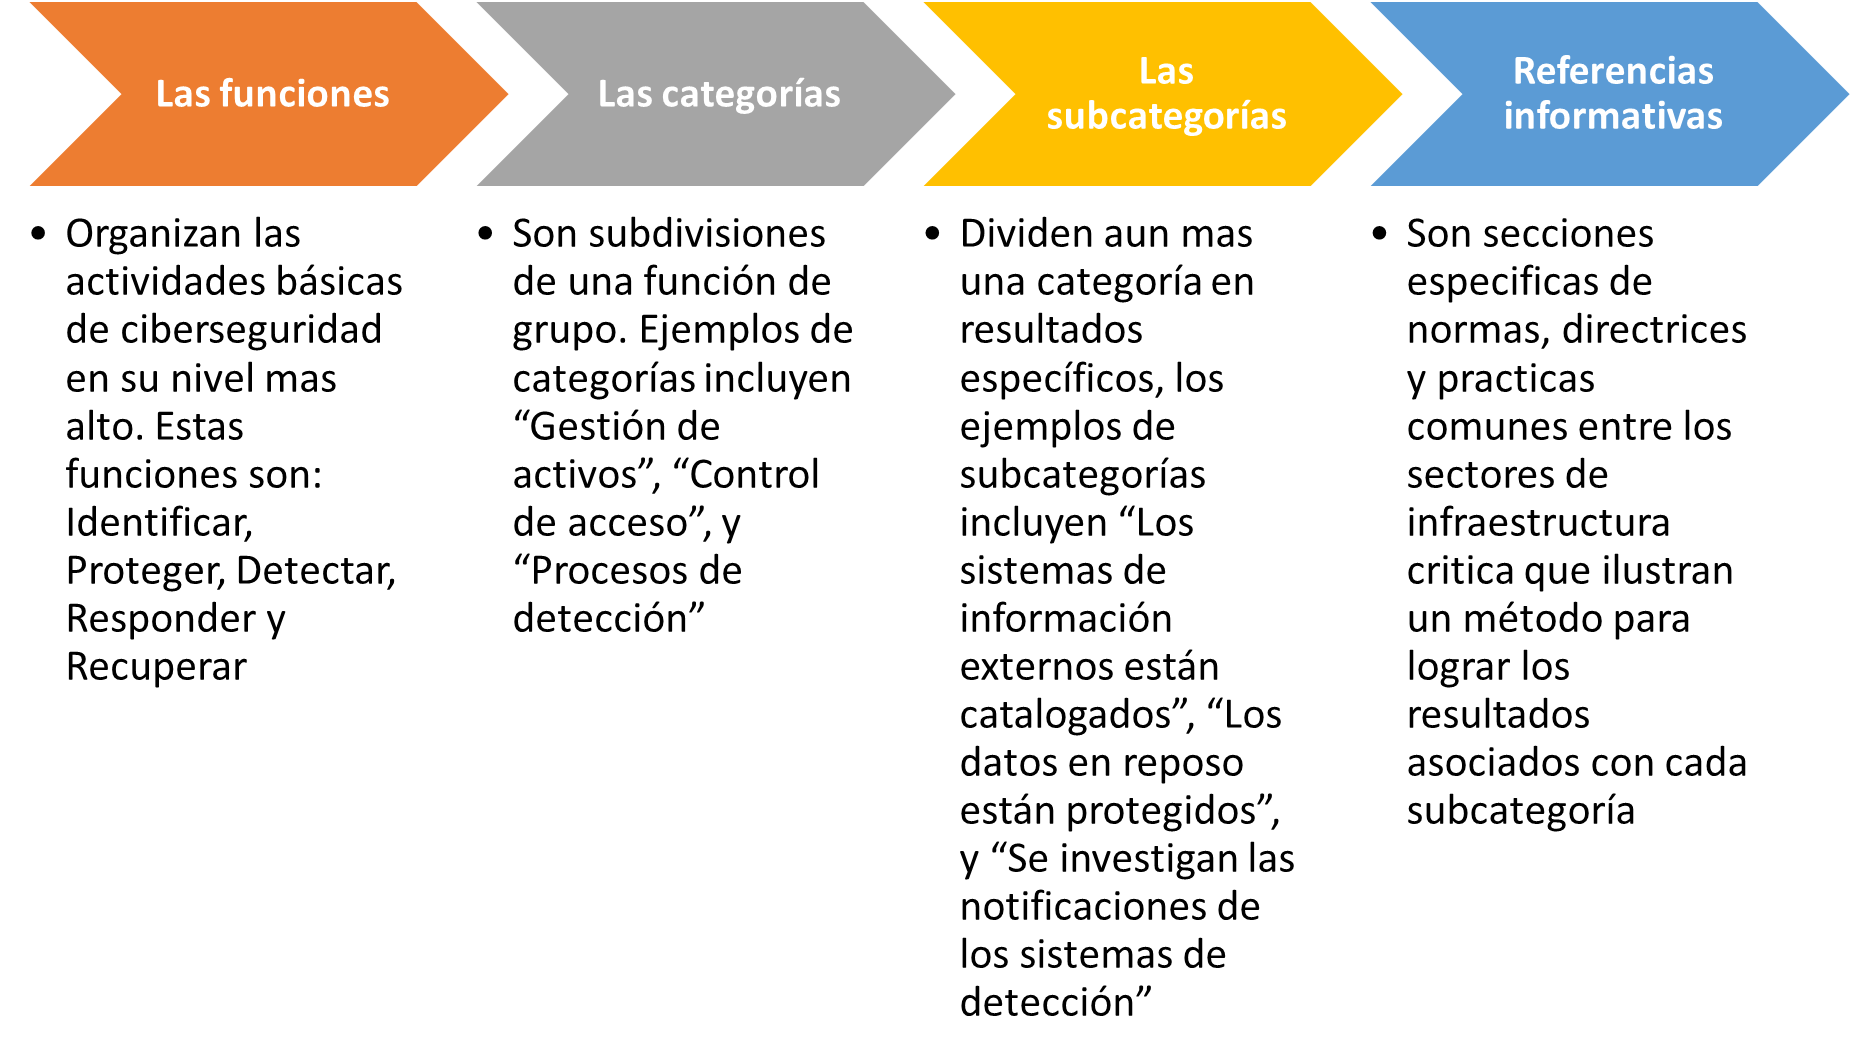 Las funciones
Organizan las
actividades básicas
de ciberseguridad
en su nivel mas
alto. Estas
funciones son:
Identificar,
Proteger, Detectar,
Responder y
Recuperar
Las categorías
Son subdivisiones
de una función de
grupo. Ejemplos de
categorías incluyen
“Gestión de
activos”, “Control
de acceso”, y
“Procesos de
detección”
Las
subcategorías
Dividen aun mas
una categoría en
resultados
específicos, los
ejemplos de
subcategorías
incluyen “Los
sistemas de
información
externos están
catalogados”, “Los
datos en reposo
están protegidos”,
y “Se investigan las
notificaciones de
los sistemas de
detección”
Referencias
informativas
Son secciones
especificas de
normas, directrices
y practicas
comunes entre los
sectores de
infraestructura
critica que ilustran
un método para
lograr los
resultados
asociados con cada
subcategoría